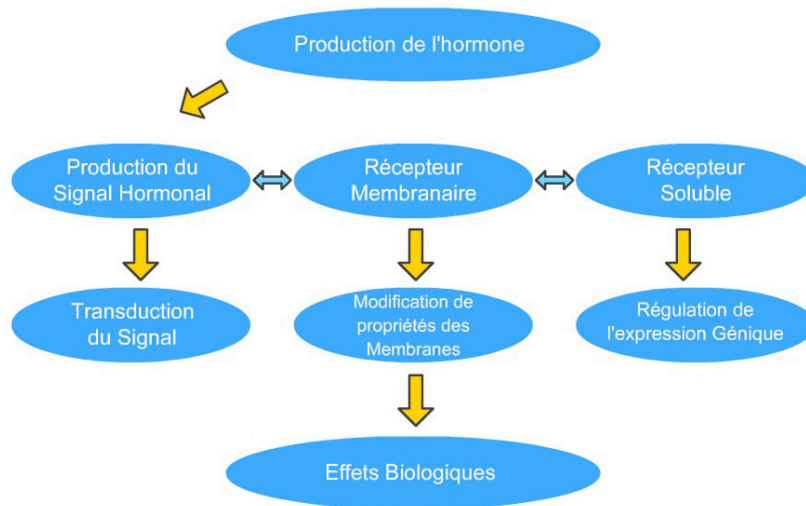 Production de l'hormone
Production du
Signal Hormonal
Récepteur
Membranaire
Récepteur
Soluble
Transduction
du Signal
Modification de
propriétés des
Membranes
Régulation de
l'expression Génique
Effets Biologiques